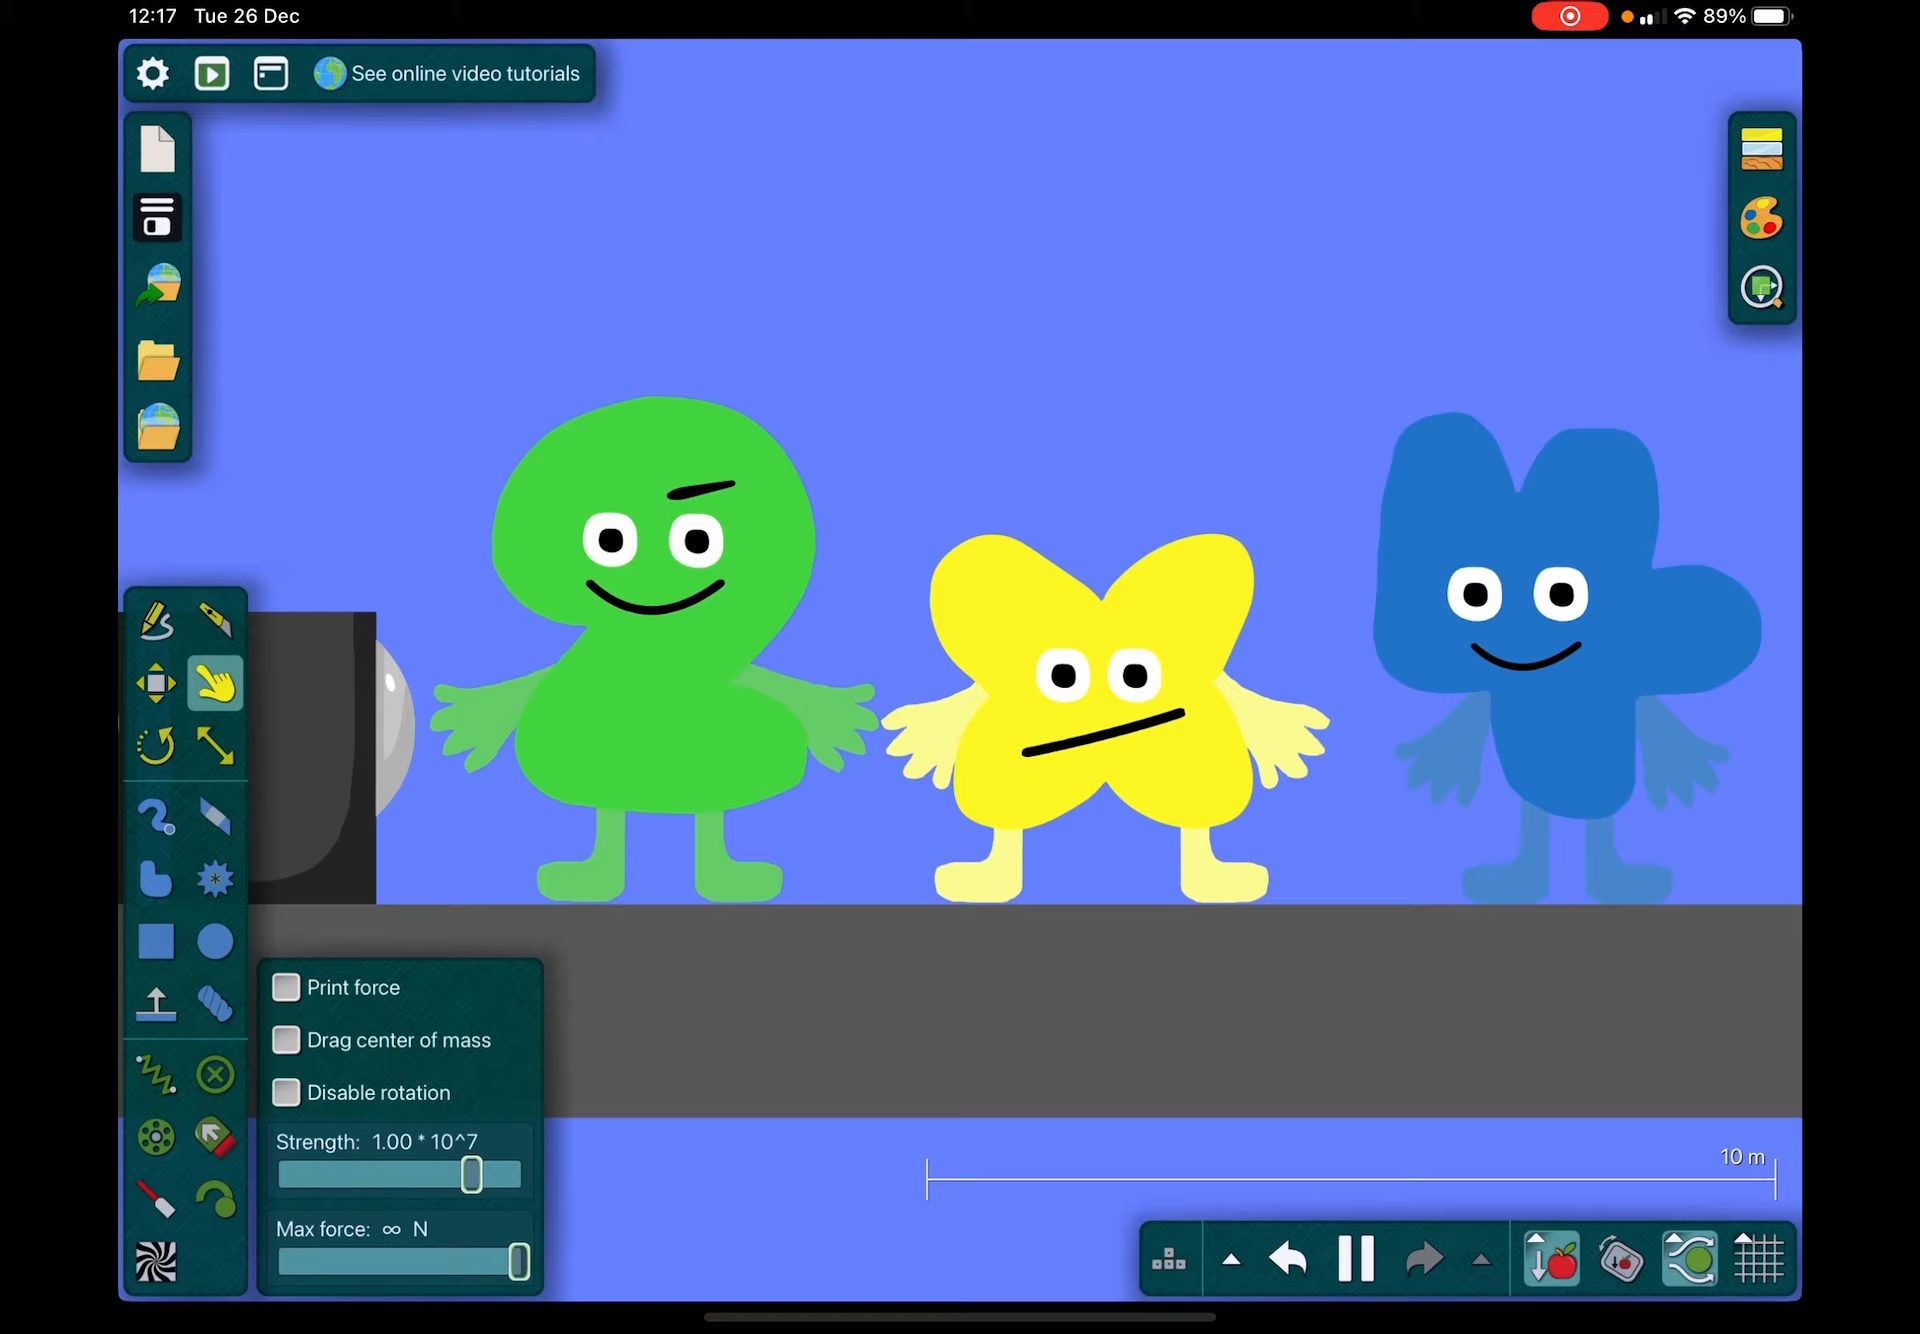 12:17 Tue 26 Dec
89%
See online video tutorials
Print force
Drag center of mass
Disable rotation
Strength: 1.00 * 10^7
Max force: ∞ N
10 m